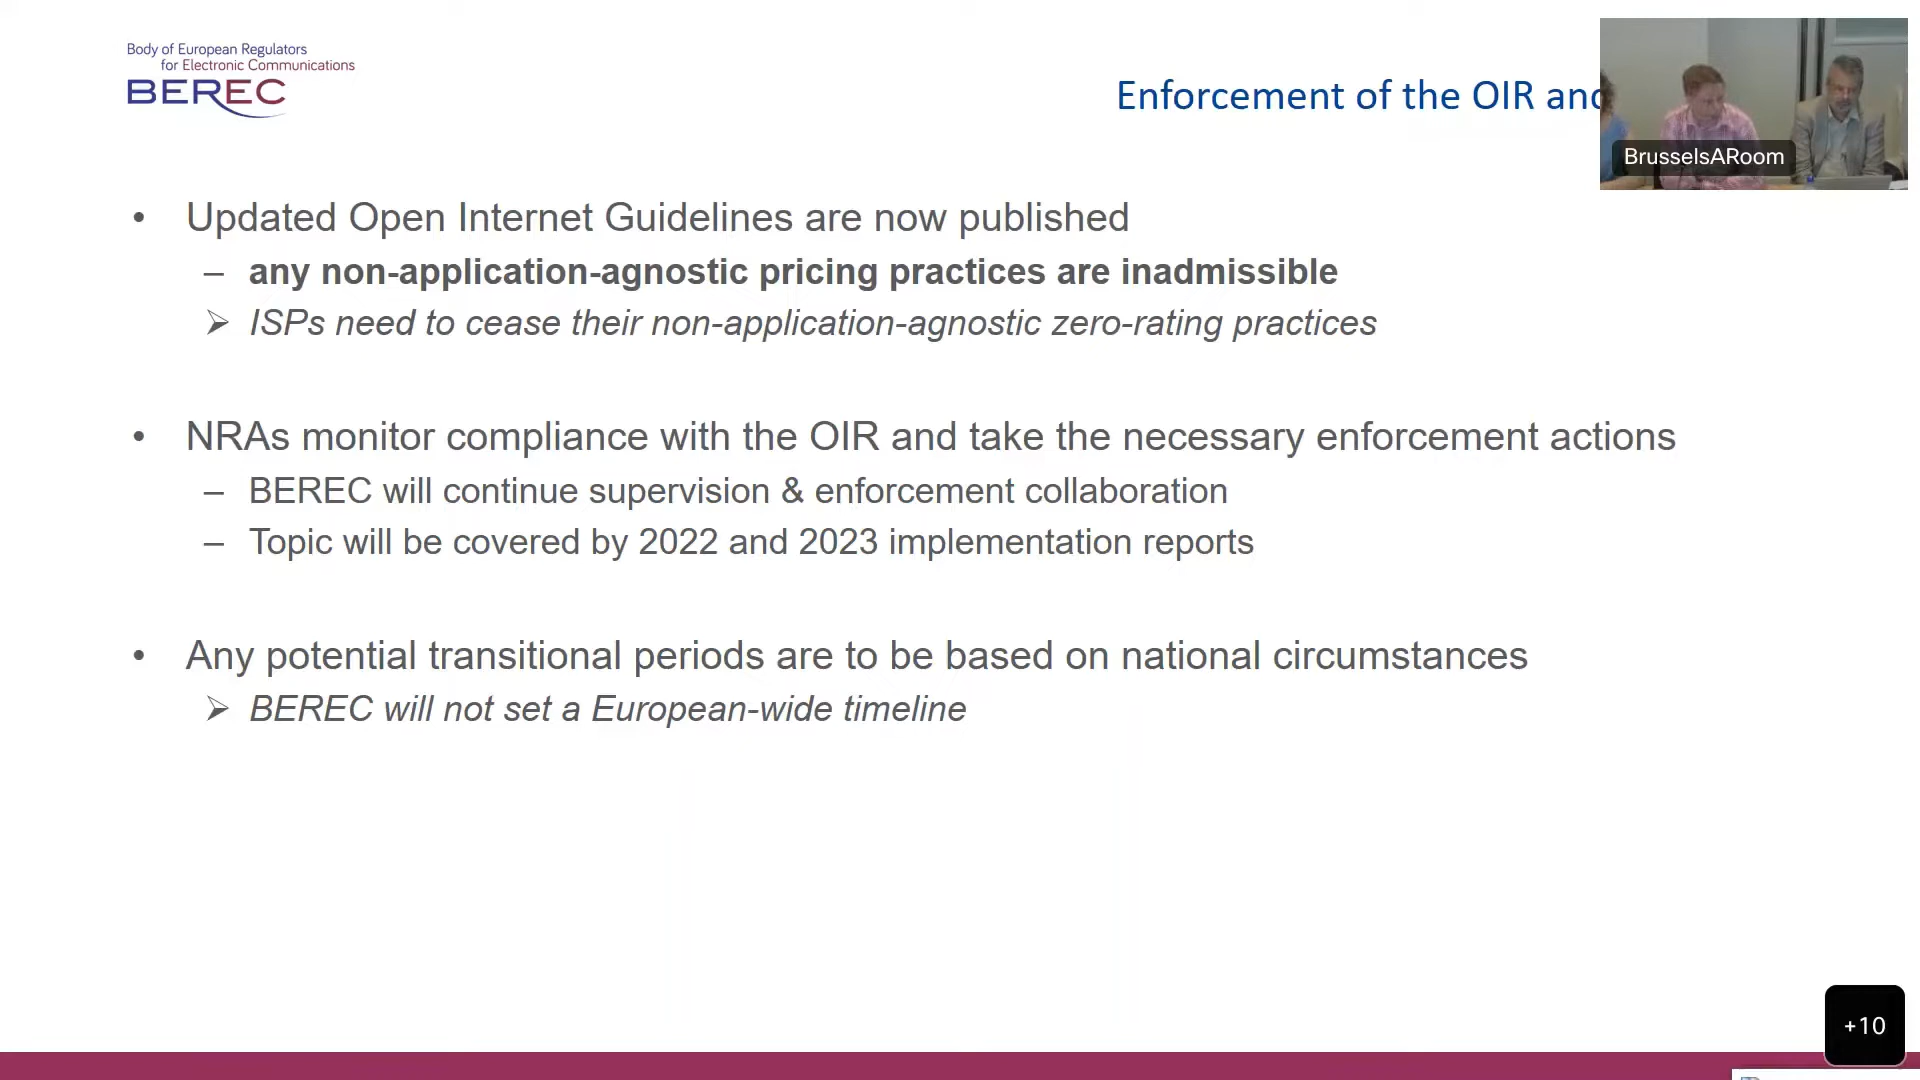 Body of European Regulators
for Electronic Communications
BEREC
Enforcement of the OIR and
BrusselsARoom
• Updated Open Internet Guidelines are now published
– any non-application-agnostic pricing practices are inadmissible
➢ ISPs need to cease their non-application-agnostic zero-rating practices
• NRAs monitor compliance with the OIR and take the necessary enforcement actions
– BEREC will continue supervision & enforcement collaboration
– Topic will be covered by 2022 and 2023 implementation reports
• Any potential transitional periods are to be based on national circumstances
➢ BEREC will not set a European-wide timeline
+10